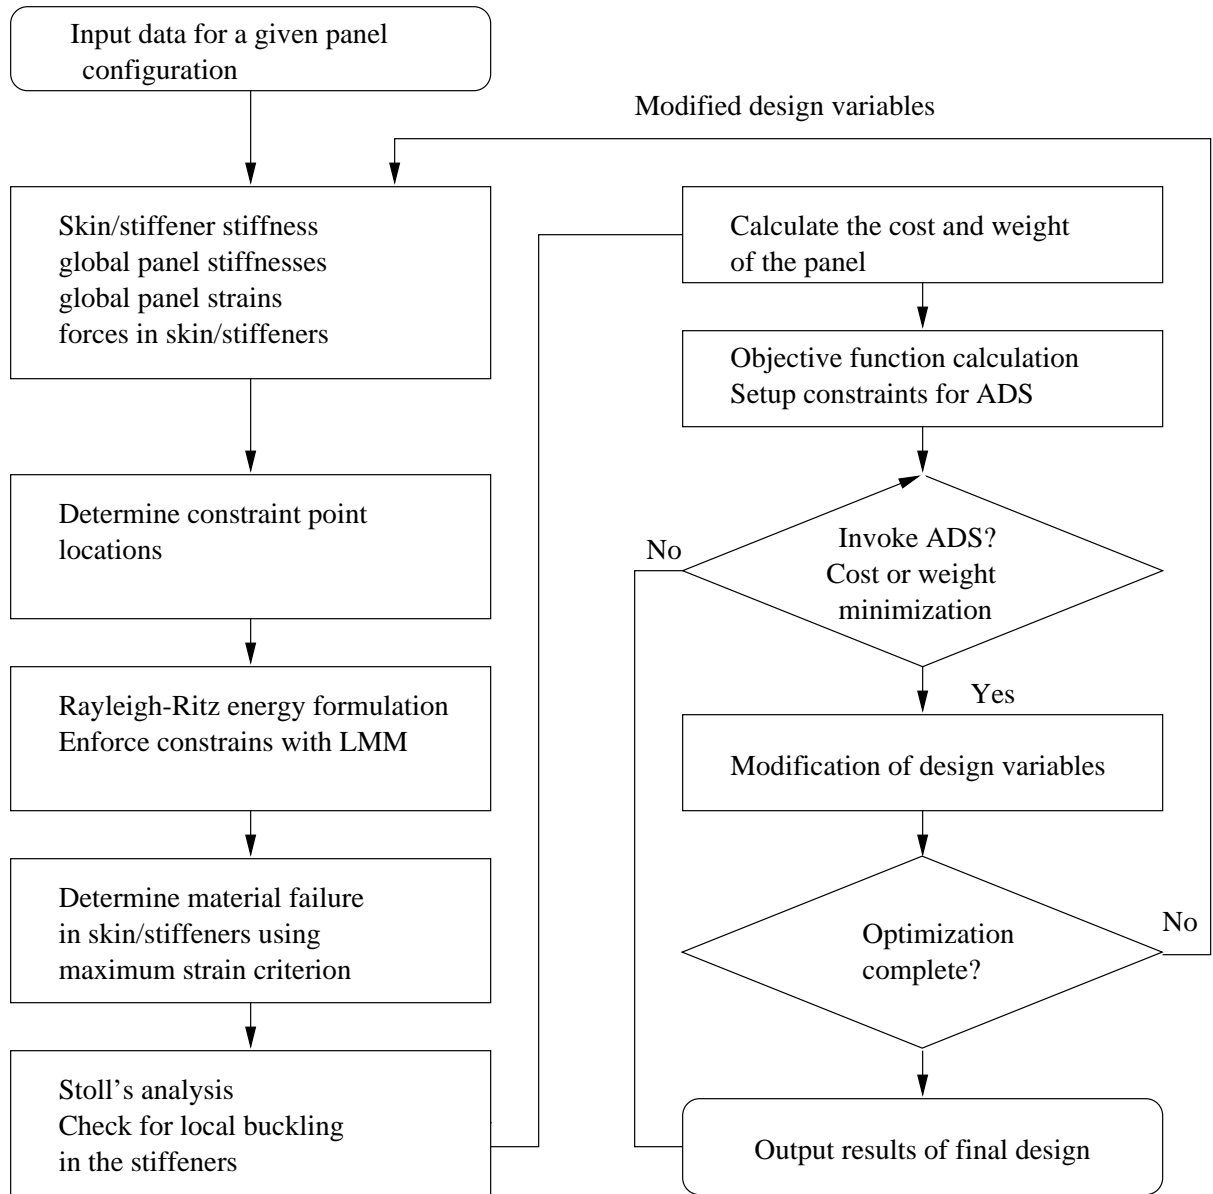 Input data for a given panel
configuration
Modified design variables
Skin/stiffener stiffness
global panel stiffnesses
global panel strains
forces in skin/stiffeners
Determine constraint point
locations
Rayleigh-Ritz energy formulation
Enforce constrains with LMM
Determine material failure
in skin/stiffeners using
maximum strain criterion
Stoll's analysis
Check for local buckling
in the stiffeners
Calculate the cost and weight
of the panel
Objective function calculation
Setup constraints for ADS
No
Invoke ADS?
Cost or weight
minimization
Yes
Modification of design variables
No
Optimization
complete?
Output results of final design